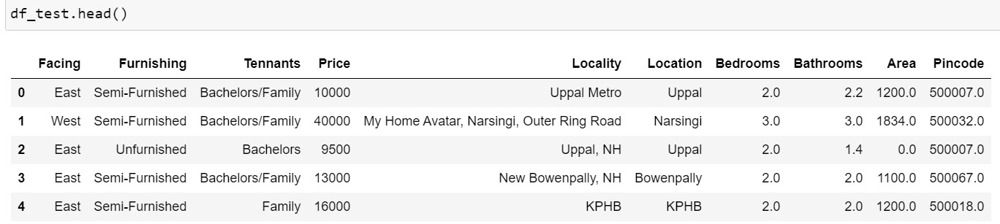 df_test.head()
Facing Furnishing Tennants Price Locality Location Bedrooms Bathrooms Area Pincode
0 East Semi-Furnished Bachelors/Family 10000 Uppal Metro Uppal 2.0 2.2 1200.0 500007.0
1 West Semi-Furnished Bachelors/Family 40000 My Home Avatar, Narsingi, Outer Ring Road Narsingi 3.0 3.0 1834.0 500032.0
2 East Unfurnished Bachelors 9500 Uppal, NH Uppal 2.0 1.4 0.0 500007.0
3 East Semi-Furnished Bachelors/Family 13000 New Bowenpally, NH Bowenpally 2.0 2.0 1100.0 500067.0
4 East Semi-Furnished Family 16000 KPHB KPHB 2.0 2.0 1200.0 500018.0